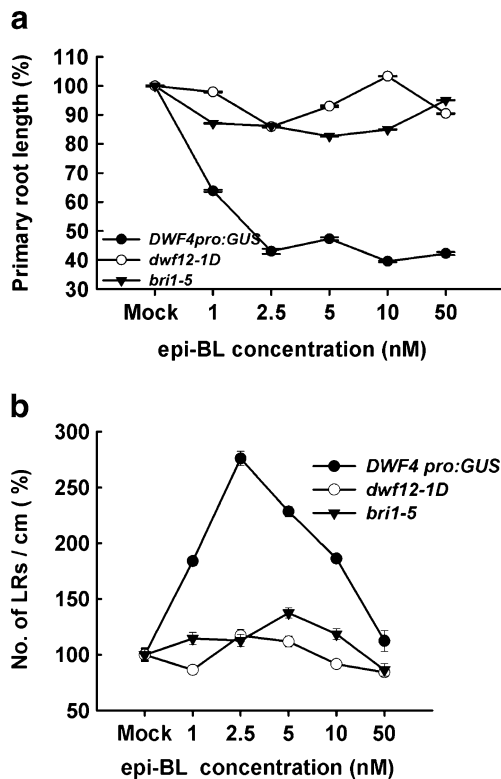 a
Primary root length (%)
110
100
90
80
70
60
50
40
30
DWF4pro:GUS
dwf12-1D
bri1-5
Mock 1 2.5 5 10 50
epi-BL concentration (nM)
b
No. of LRs / cm ( %)
300
250
200
150
100
50
DWF4 pro:GUS
dwf12-1D
bri1-5
Mock 1 2.5 5 10 50
epi-BL concentration (nM)